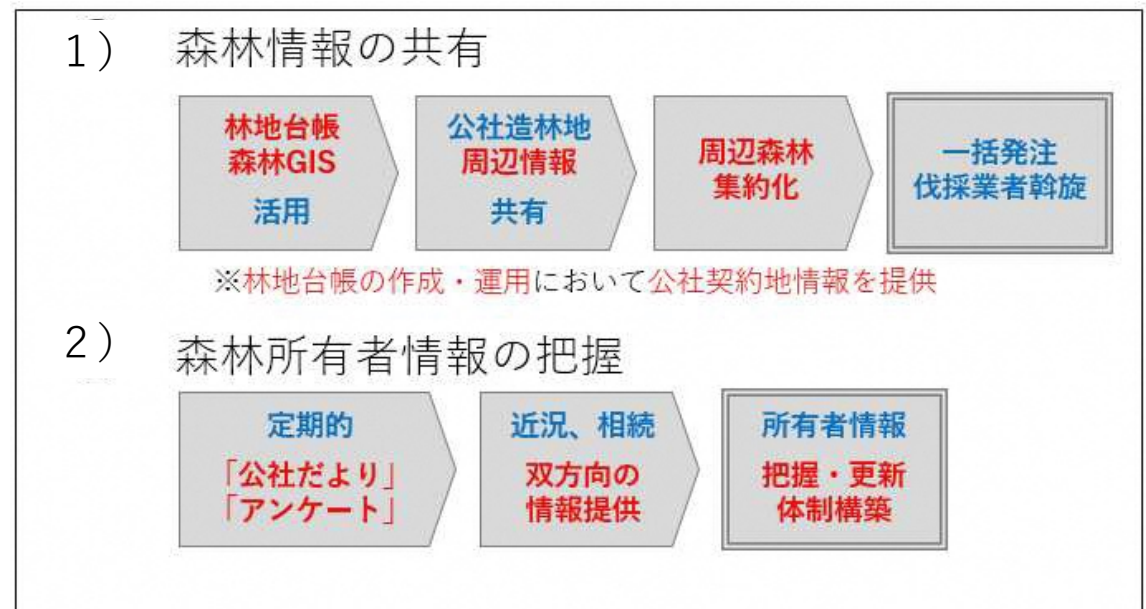 1） 森林情報の共有
林地台帳
森林GIS
活用
公社造林地
周辺情報
共有
周辺森林
集約化
一括発注
伐採業者斡旋
※林地台帳の作成・運用において公社契約地情報を提供
2） 森林所有者情報の把握
定期的
「公社だより」
「アンケート」
近況、相続
双方向の
情報提供
所有者情報
把握・更新
体制構築